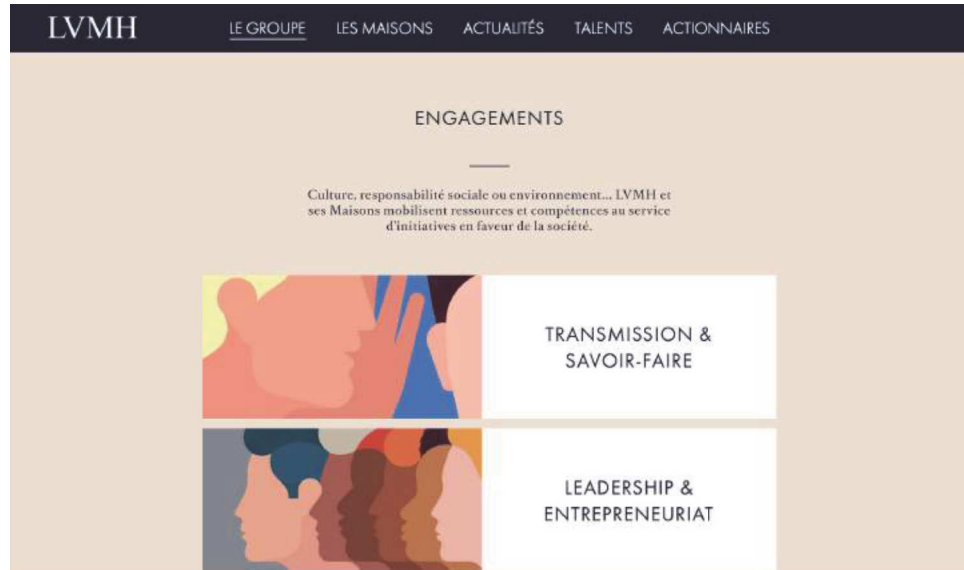 LVMH LE GROUPE LES MAISONS ACTUALITÉS TALENTS ACTIONNAIRES
ENGAGEMENTS
Culture, responsabilité sociale ou environnement... LVMH et
ses Maisons mobilisent ressources et compétences au service
d'initiatives en faveur de la société.
TRANSMISSION &
SAVOIR-FAIRE
LEADERSHIP &
ENTREPRENEURIAT